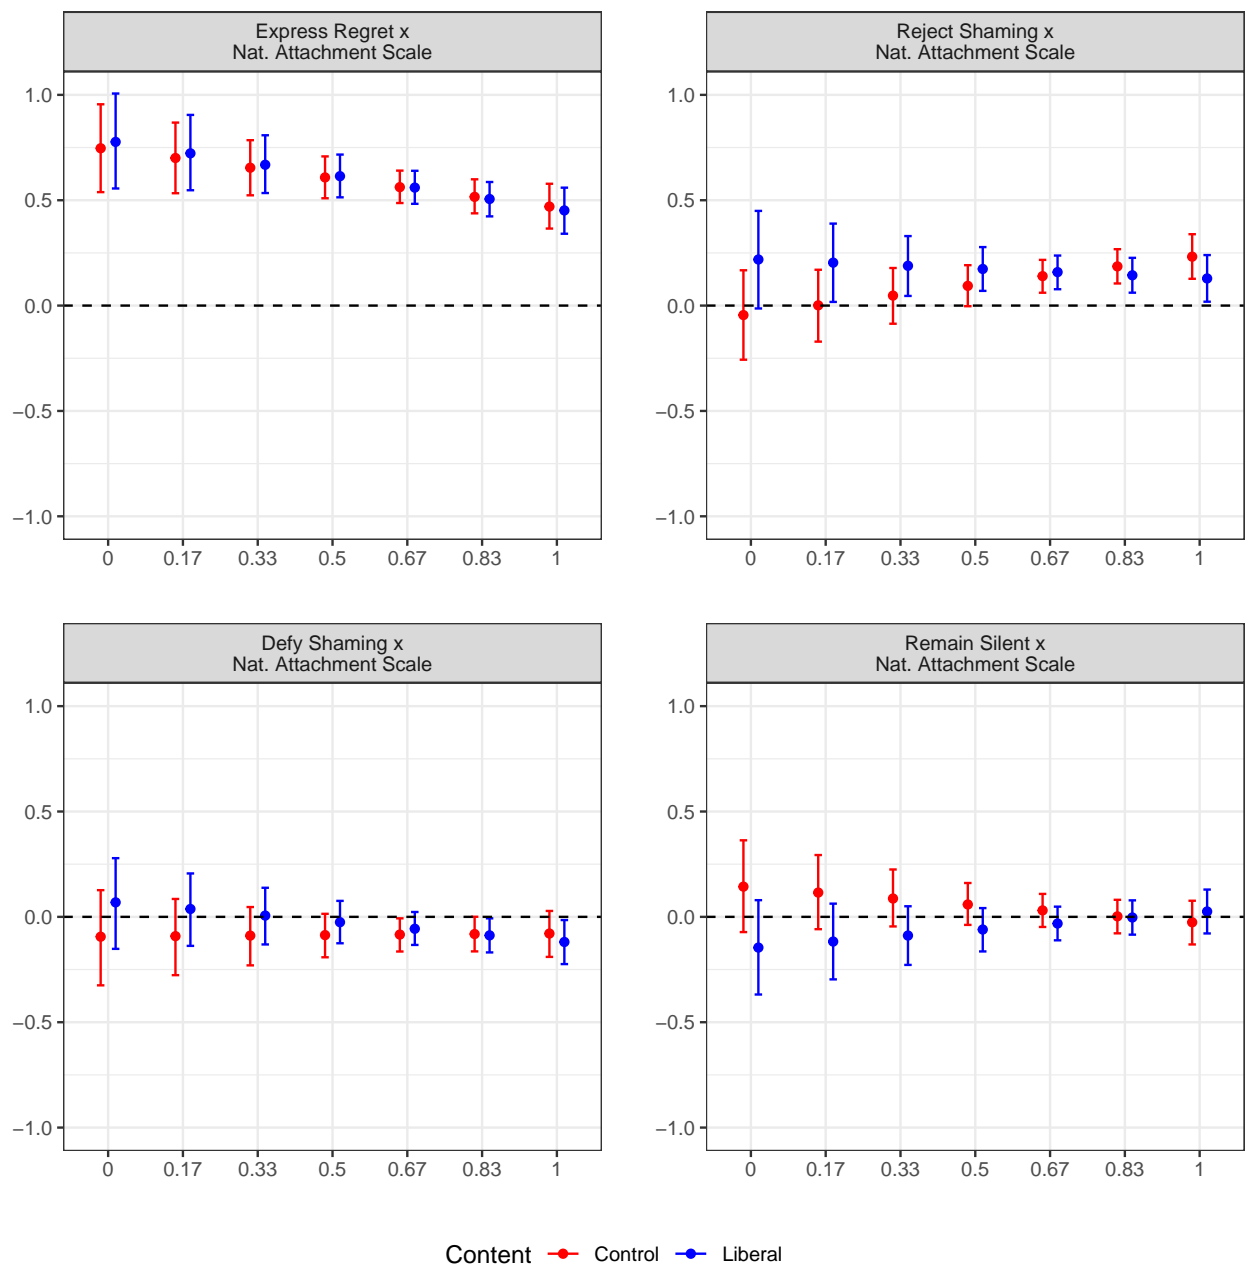 Express Regret x
Nat. Attachment Scale
Reject Shaming x
Nat. Attachment Scale
1.0
0.5
0.0
−0.5
−1.0
1.0
0.5
0.0
−0.5
−1.0
0 0.17 0.33 0.5 0.67 0.83 1
0 0.17 0.33 0.5 0.67 0.83 1
Defy Shaming x
Nat. Attachment Scale
Remain Silent x
Nat. Attachment Scale
1.0
0.5
0.0
−0.5
−1.0
1.0
0.5
0.0
−0.5
−1.0
0 0.17 0.33 0.5 0.67 0.83 1
0 0.17 0.33 0.5 0.67 0.83 1
Content Control Liberal